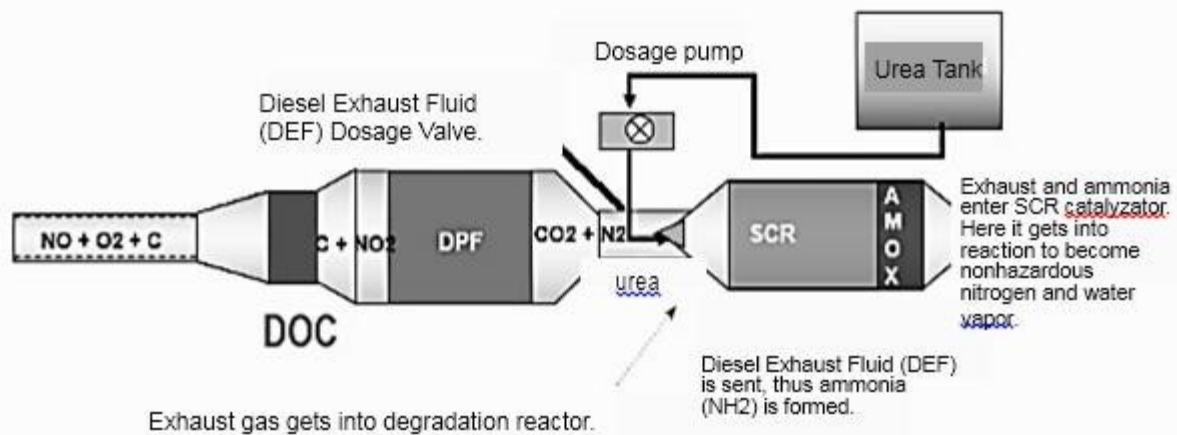 Dosage pump
Urea Tank
Diesel Exhaust Fluid
(DEF) Dosage Valve.
NO + O2 + C
C + NO2
DPF
CO2 + N2
SCR
AMOX
Exhaust and ammonia
enter SCR catalyzator.
Here it gets into
reaction to become
nonhazardous
nitrogen and water
vapor.
urea
DOC
Diesel Exhaust Fluid (DEF)
is sent, thus ammonia
(NH2) is formed.
Exhaust gas gets into degradation reactor.